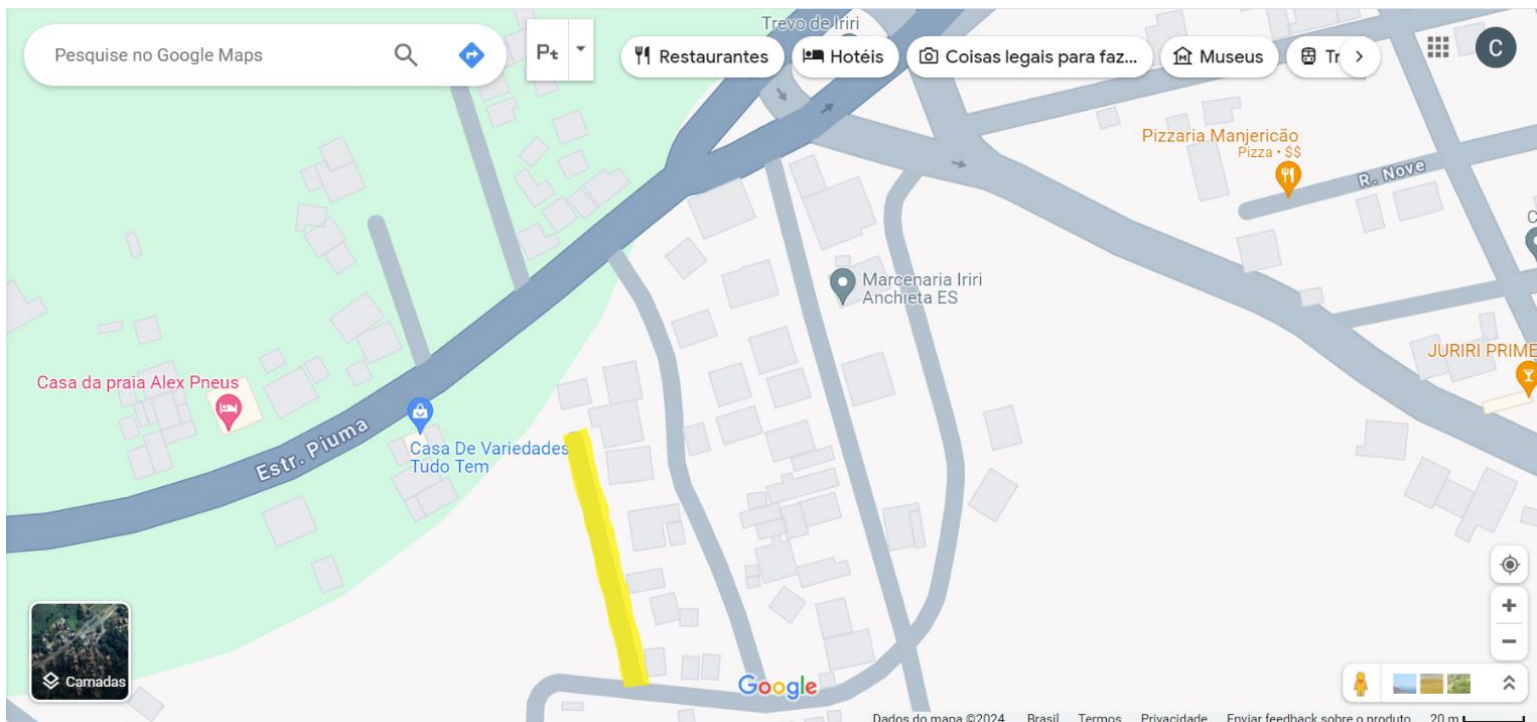 Trevo de Iriri
Pesquise no Google Maps
Pt
Restaurantes
Hotéis
Coisas legais para faz...
Museus
Tr
C
Pizzaria Manjericão
Pizza • $$
R. Nove
C
Marcenaria Iriri
Anchieta ES
JURIRI PRIME
Casa da praia Alex Pneus
Estr. Piuma
Casa De Variedades
Tudo Tem
Camadas
Google
Dados do mapa ©2024 Brasil Termos Privacidade Enviar feedback sobre o produto 20 m